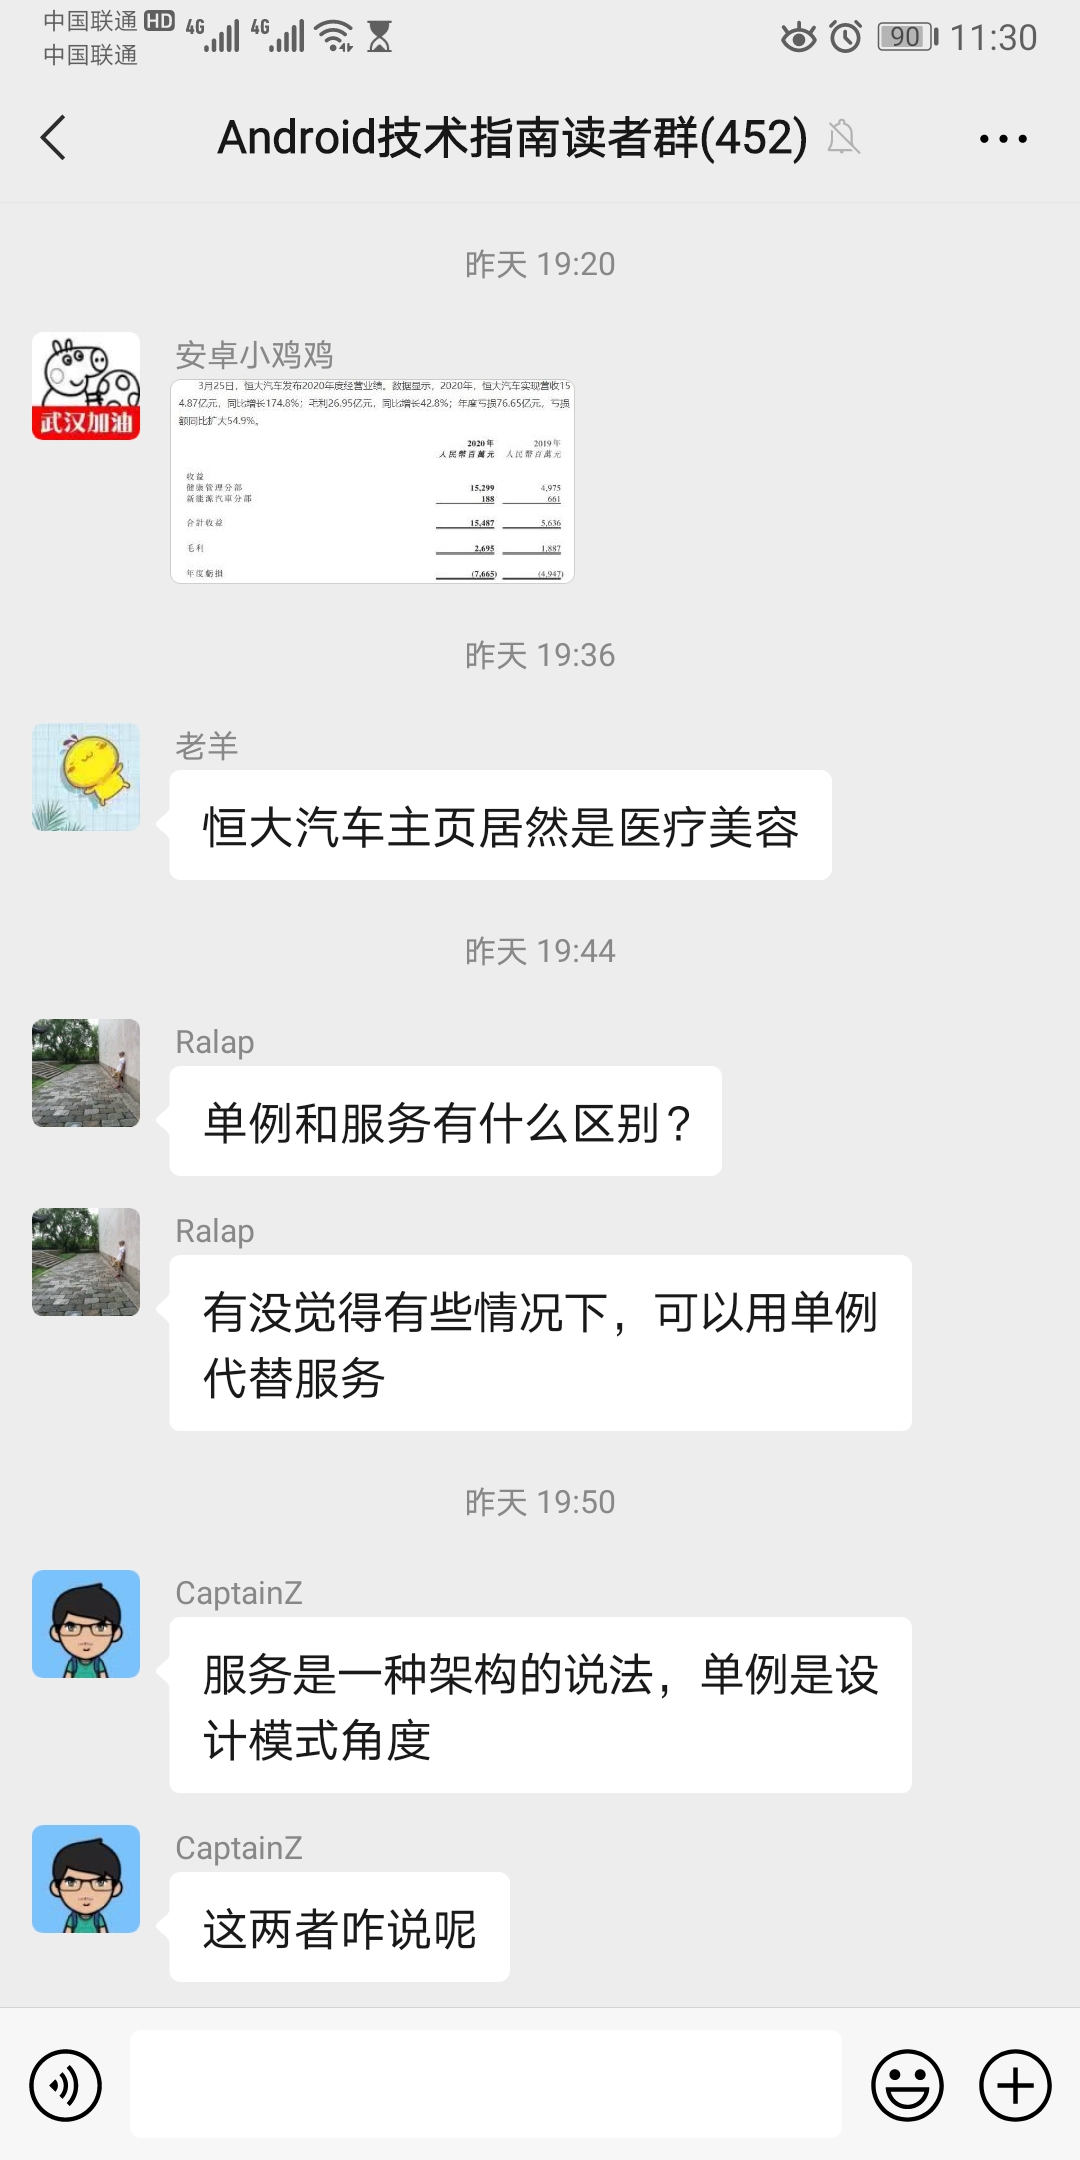 中国联通 HD 4G 4G 90 11:30
中国联通
Android技术指南读者群(452)
昨天 19:20
安卓小鸡鸡
武汉加油
3月25日，恒大汽车发布2020年度经营业绩。数据显示，2020年，恒大汽车实现营收15
4.87亿元，同比增长174.8%；毛利26.95亿元，同比增长42.8%；年度亏损76.65亿元，亏损
额同比扩大54.9%。
2020年 2019年
人民幣百萬元 人民幣百萬元
收益
健康管理分部 15,299 4,975
新能源汽車分部 188 661
合計收益 15,487 5,636
毛利 2,695 1,887
年度虧損 (7,665) (4,947)
昨天 19:36
老羊
恒大汽车主页居然是医疗美容
昨天 19:44
Ralap
单例和服务有什么区别？
Ralap
有没觉得有些情况下，可以用单例
代替服务
昨天 19:50
CaptainZ
服务是一种架构的说法，单例是设
计模式角度
CaptainZ
这两者咋说呢